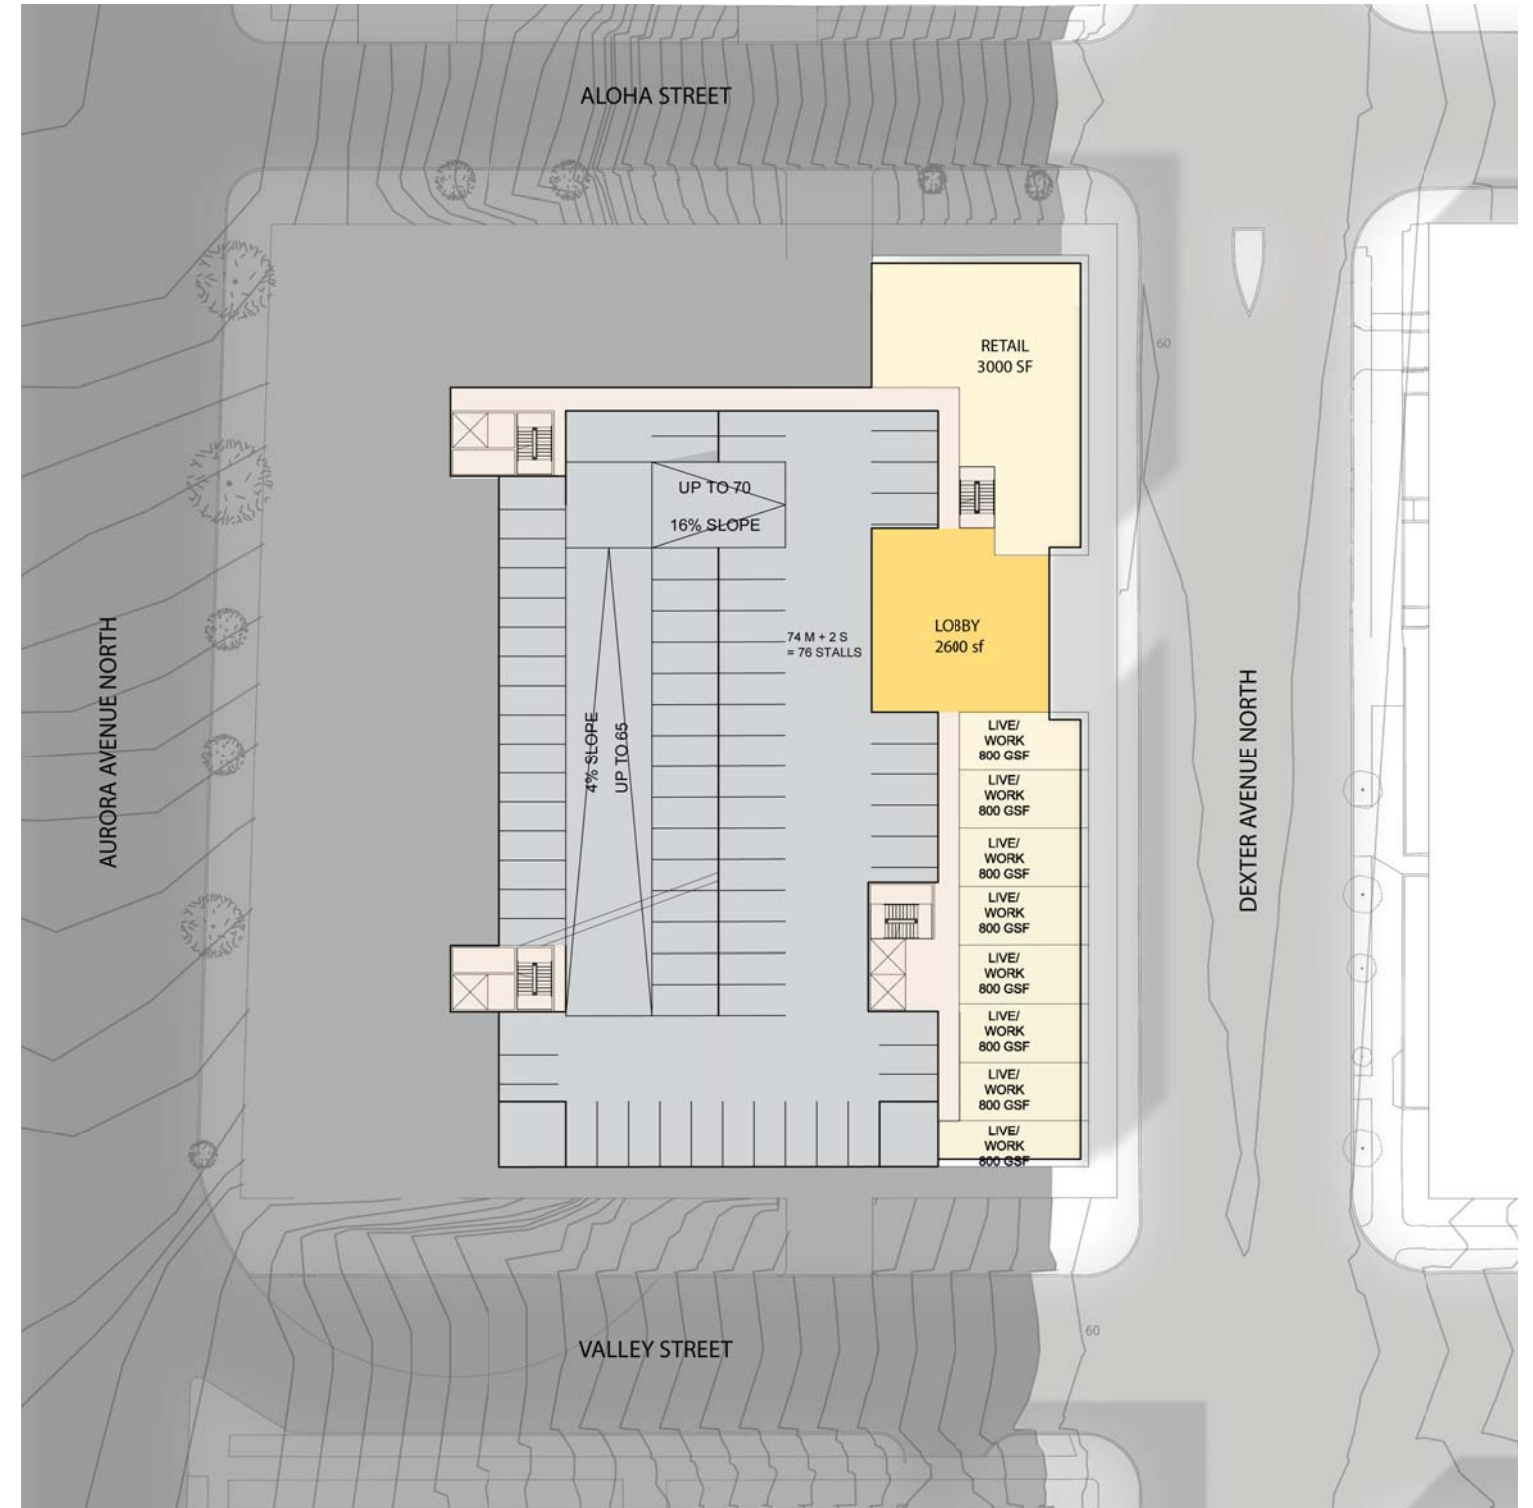 ALOHA STREET
RETAIL
3000 SF
60
UP TO 70
16% SLOPE
LOBBY
2600 sf
74 M + 2 S
= 76 STALLS
AURORA AVENUE NORTH
4% SLOPE
UP TO 65
DEXTER AVENUE NORTH
LIVE/
WORK
800 GSF
LIVE/
WORK
800 GSF
LIVE/
WORK
800 GSF
LIVE/
WORK
800 GSF
LIVE/
WORK
800 GSF
LIVE/
WORK
800 GSF
LIVE/
WORK
800 GSF
LIVE/
WORK
800 GSF
60
VALLEY STREET